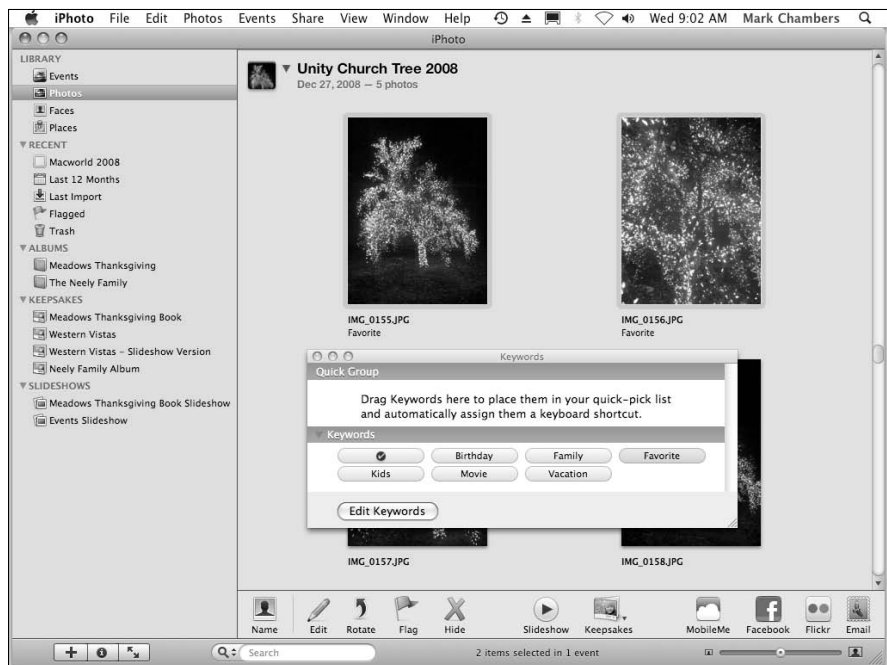 iPhoto File Edit Photos Events Share View Window Help Wed 9:02 AM Mark Chambers
iPhoto
LIBRARY
Events
Photos
Faces
Places
RECENT
Macworld 2008
Last 12 Months
Last Import
Flagged
Trash
ALBUMS
Meadows Thanksgiving
The Neely Family
KEEPSAKES
Meadows Thanksgiving Book
Western Vistas
Western Vistas – Slideshow Version
Neely Family Album
SLIDESHOWS
Meadows Thanksgiving Book Slideshow
Events Slideshow
Unity Church Tree 2008
Dec 27, 2008 — 5 photos
IMG_0155.JPG
Favorite
IMG_0156.JPG
Favorite
Keywords
Quick Group
Drag Keywords here to place them in your quick-pick list
and automatically assign them a keyboard shortcut.
Keywords
Birthday Family Favorite
Kids Movie Vacation
Edit Keywords
IMG_0157.JPG
IMG_0158.JPG
Name Edit Rotate Flag Hide Slideshow Keepsakes MobileMe Facebook Flickr Email
Search
2 items selected in 1 event